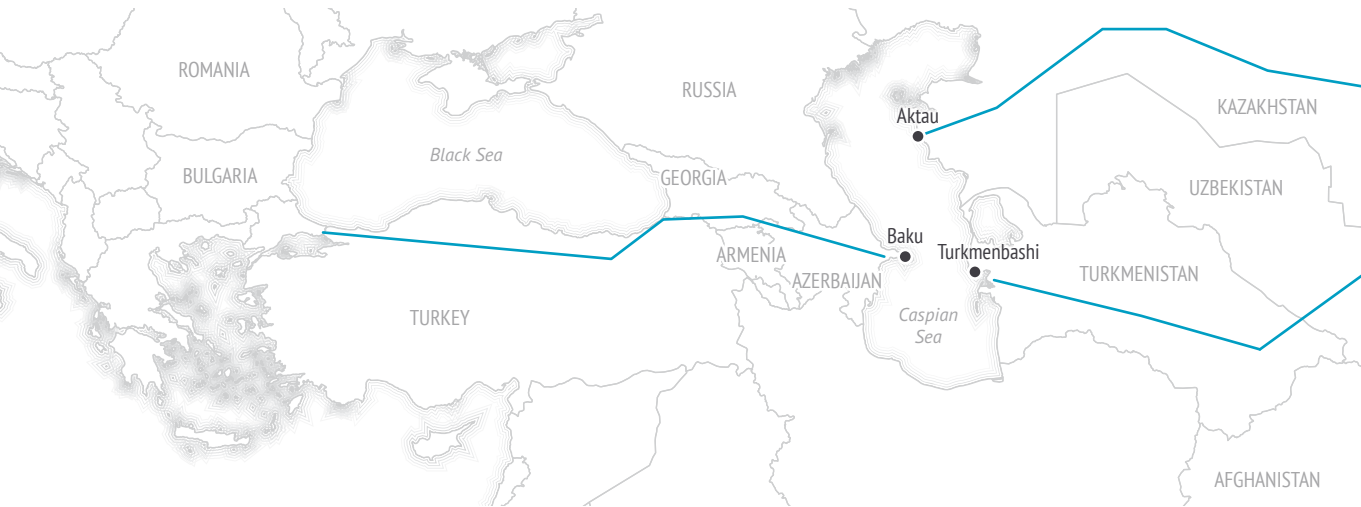 ROMANIA
RUSSIA
KAZAKHSTAN
Aktau
Black Sea
BULGARIA
GEORGIA
UZBEKISTAN
Baku
Turkmenbashi
ARMENIA
AZERBAIJAN
TURKMENISTAN
TURKEY
Caspian
Sea
AFGHANISTAN